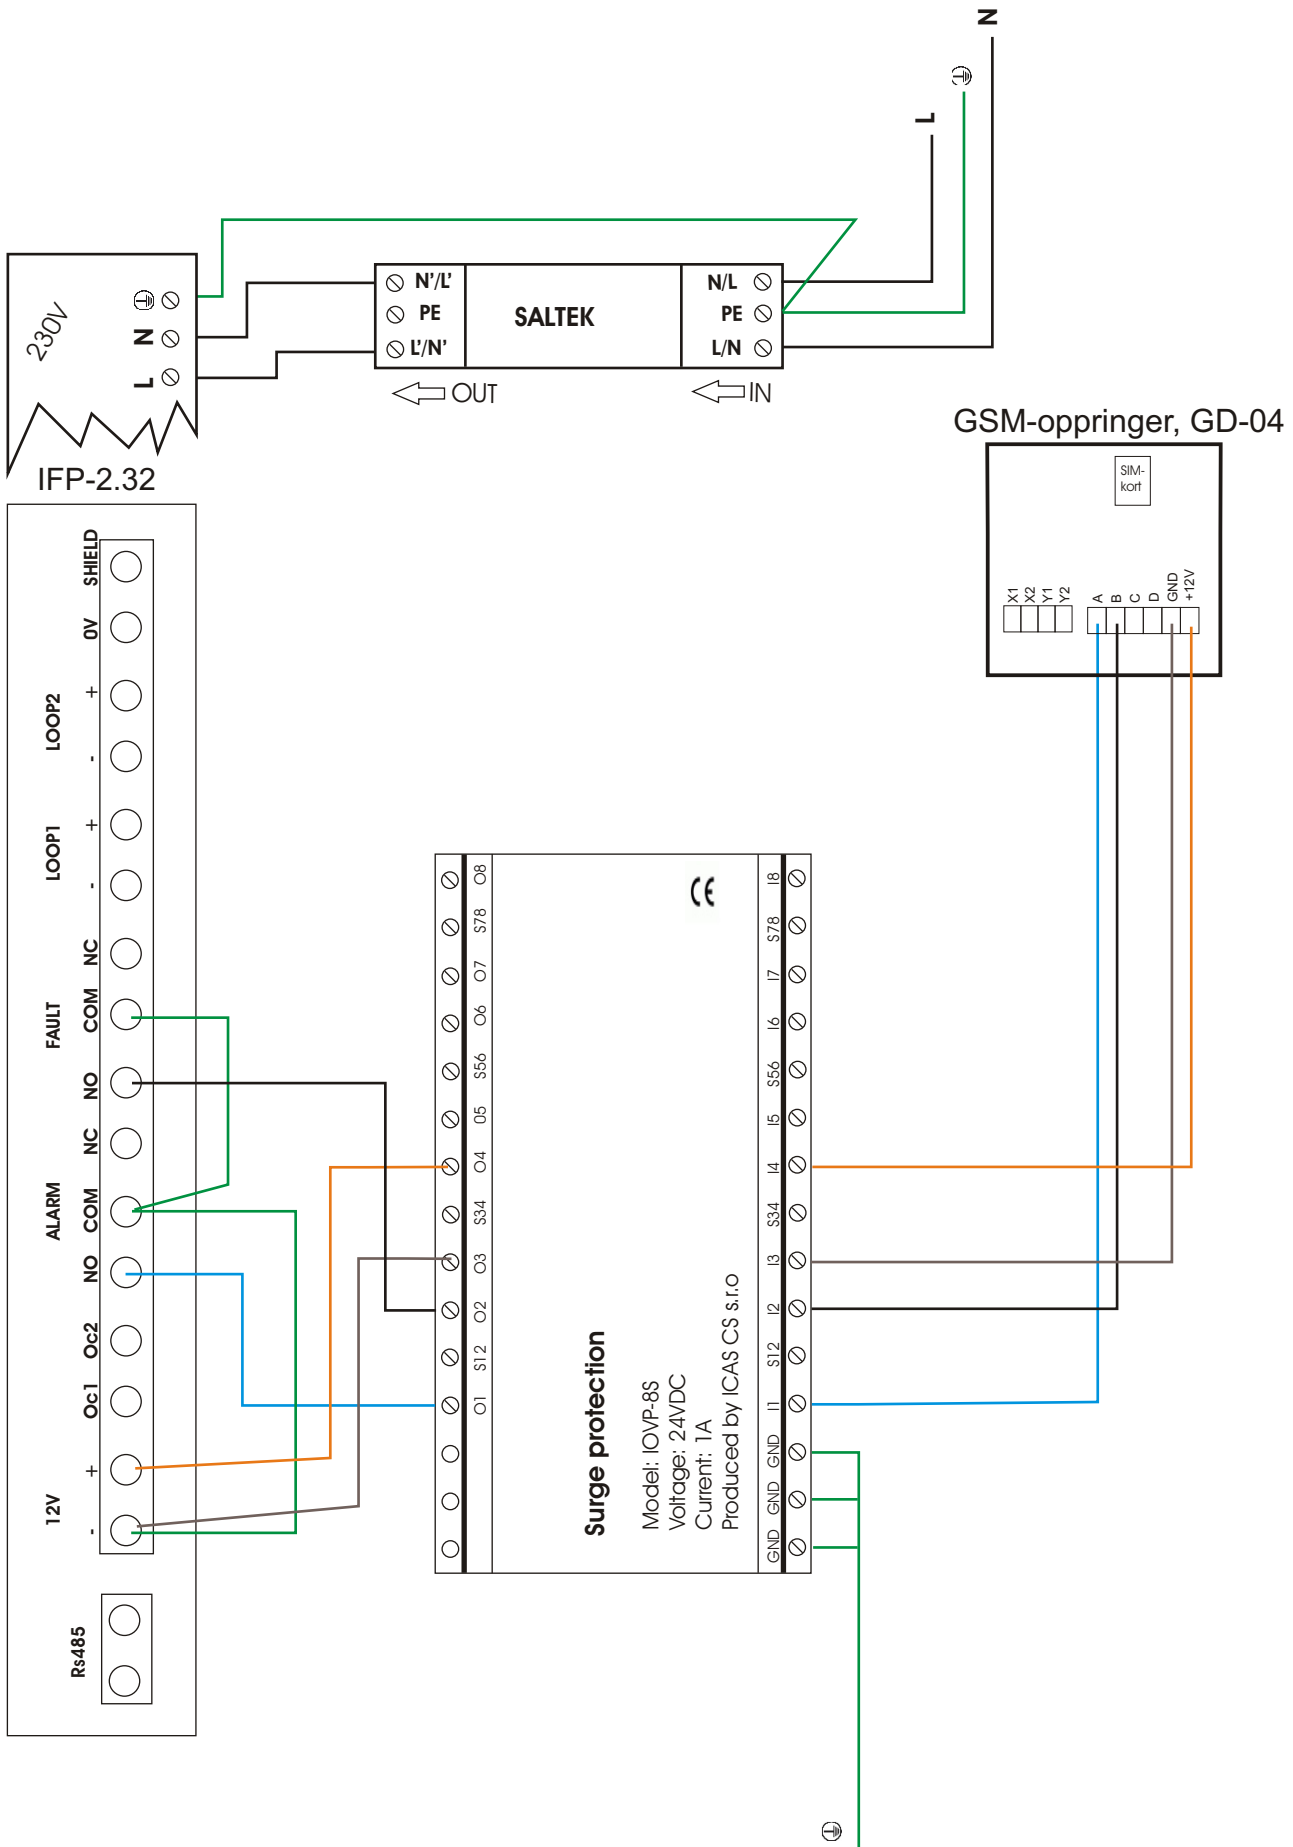 N
L
230V
N
L
N'/L'
PE
L'/N'
SALTEK
N/L
PE
L/N
OUT
IN
IFP-2.32
GSM-oppringer, GD-04
SIM-
kort
X1
X2
Y1
Y2
A
B
C
D
GND
+12V
SHIELD
0V
+
-
LOOP2
+
-
LOOP1
NC
COM
NO
FAULT
NC
COM
NO
ALARM
Oc2
Oc1
+
-
12V
Rs485
O8
S78
O7
O6
S56
05
O4
S34
O3
O2
S12
O1
CE
Surge protection
Model: IOVP-8S
Voltage: 24VDC
Current: 1A
Produced by ICAS CS s.r.o
I8
S78
I7
I6
S56
I5
I4
S34
I3
I2
S12
I1
GND
GND
GND